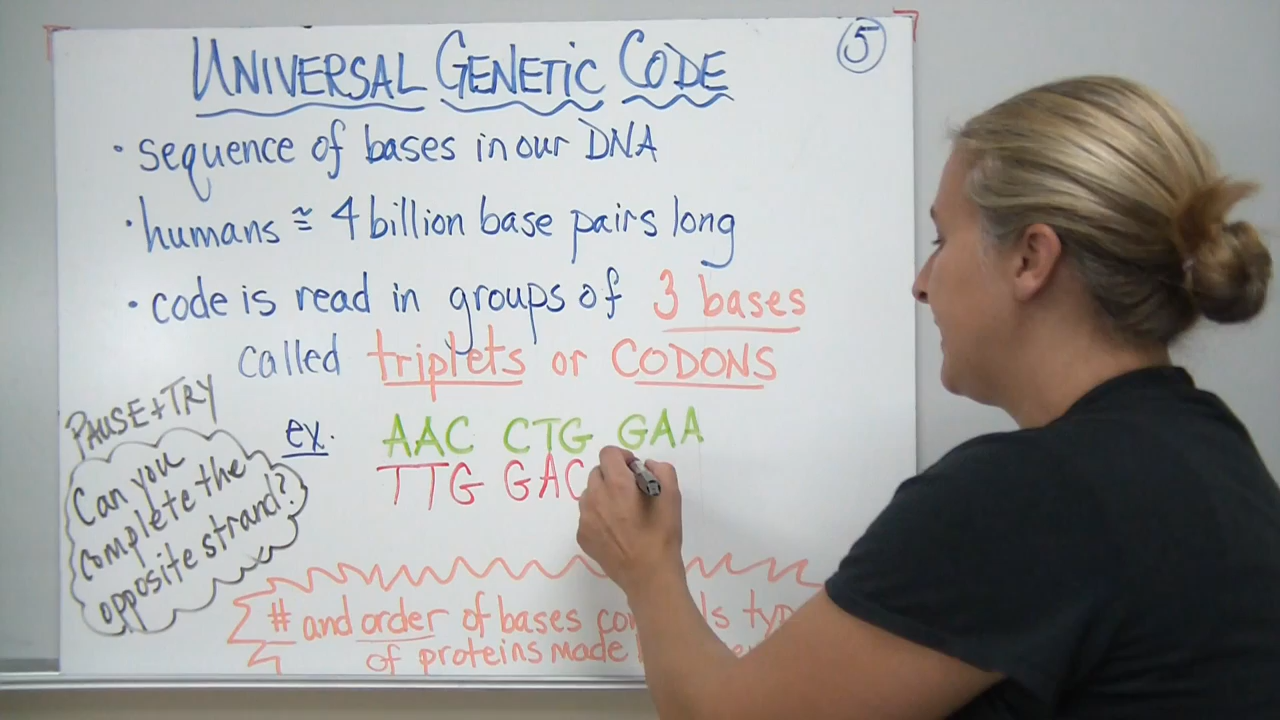 UNIVERSAL GENETIC CODE
5
• sequence of bases in our DNA
• humans ≅ 4 billion base pairs long
• code is read in groups of 3 bases
called triplets or CODONS
PAUSE + TRY
Can you
complete the
opposite strand?
ex. AAC CTG GAA
TTG GAC
# and order of bases
of proteins made